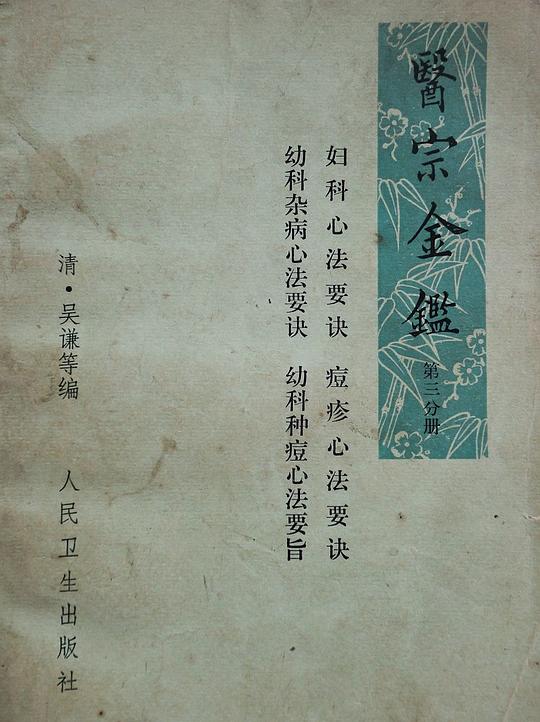 醫宗金鑑
第三分册
妇科心法要诀 痘疹心法要诀
幼科杂病心法要诀 幼科种痘心法要旨
清·吴谦等编
人民卫生出版社